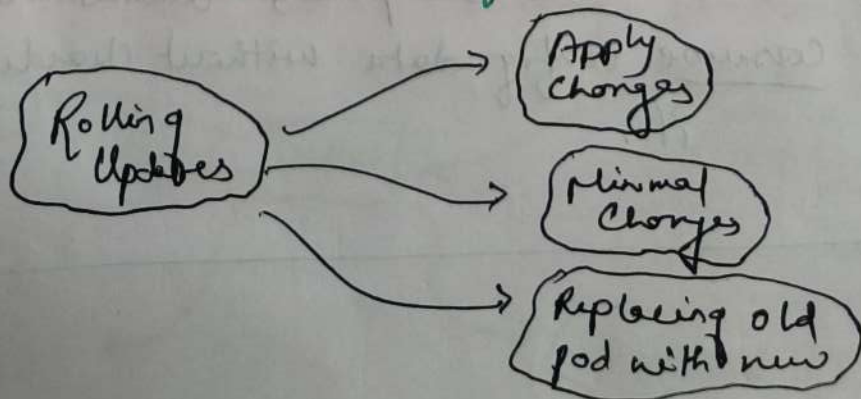 Rolling
Updates
Apply
Changes
Minimal
Changes
Replacing old
pod with new